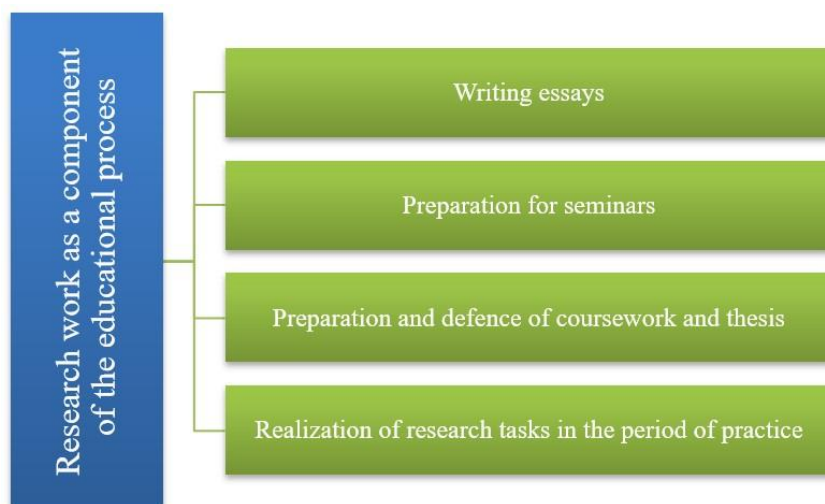 Research work as a component
of the educational process
Writing essays
Preparation for seminars
Preparation and defence of coursework and thesis
Realization of research tasks in the period of practice